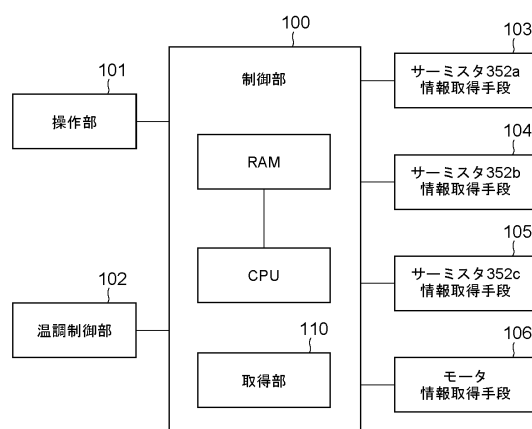 100
制御部
RAM
CPU
110
取得部
101
操作部
102
温調制御部
103
サーミスタ352a
情報取得手段
104
サーミスタ352b
情報取得手段
105
サーミスタ352c
情報取得手段
106
モータ
情報取得手段